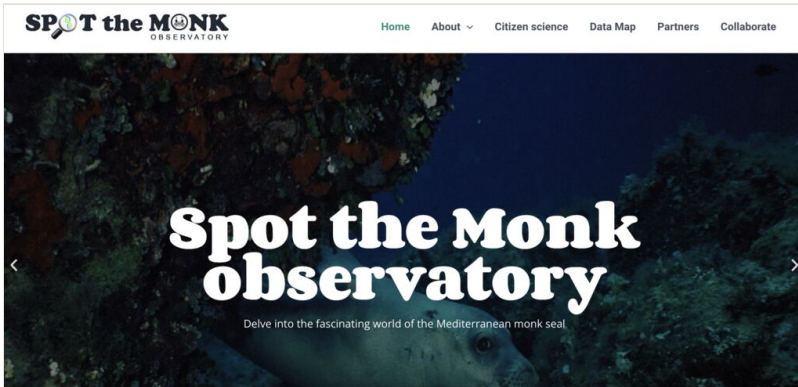 SPOT the MONK
OBSERVATORY
Home About Citizen science Data Map Partners Collaborate
Spot the Monk
observatory
Delve into the fascinating world of the Mediterranean monk seal